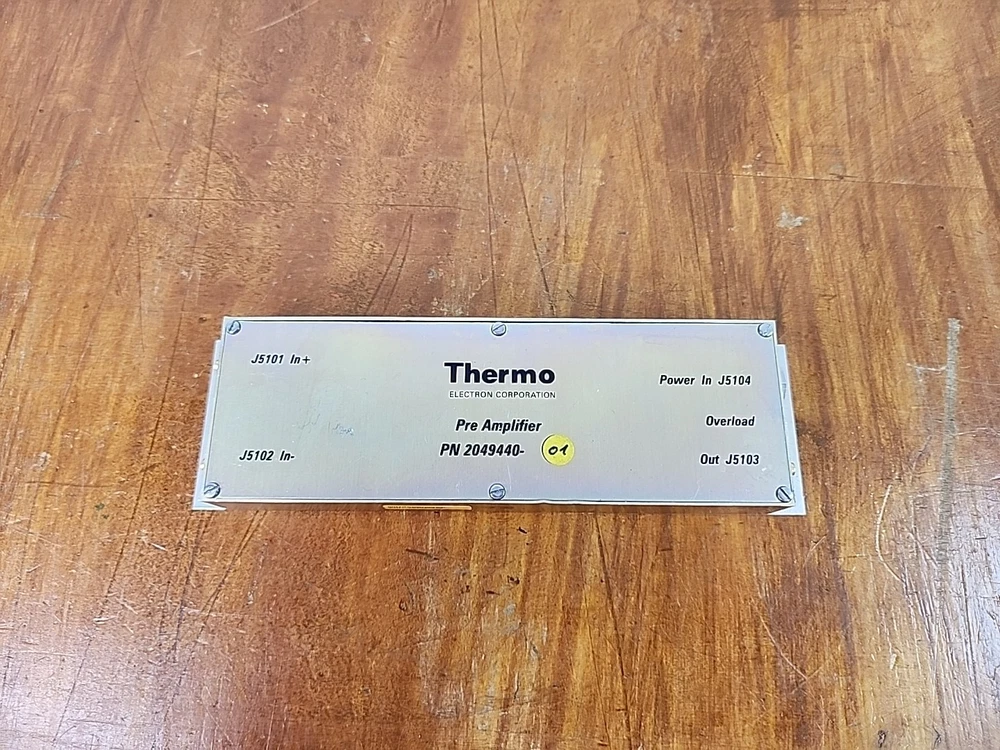 J5101 In+
Thermo
ELECTRON CORPORATION
Power In J5104
Pre Amplifier
Overload
J5102 In-
PN 2049440- 01
Out J5103